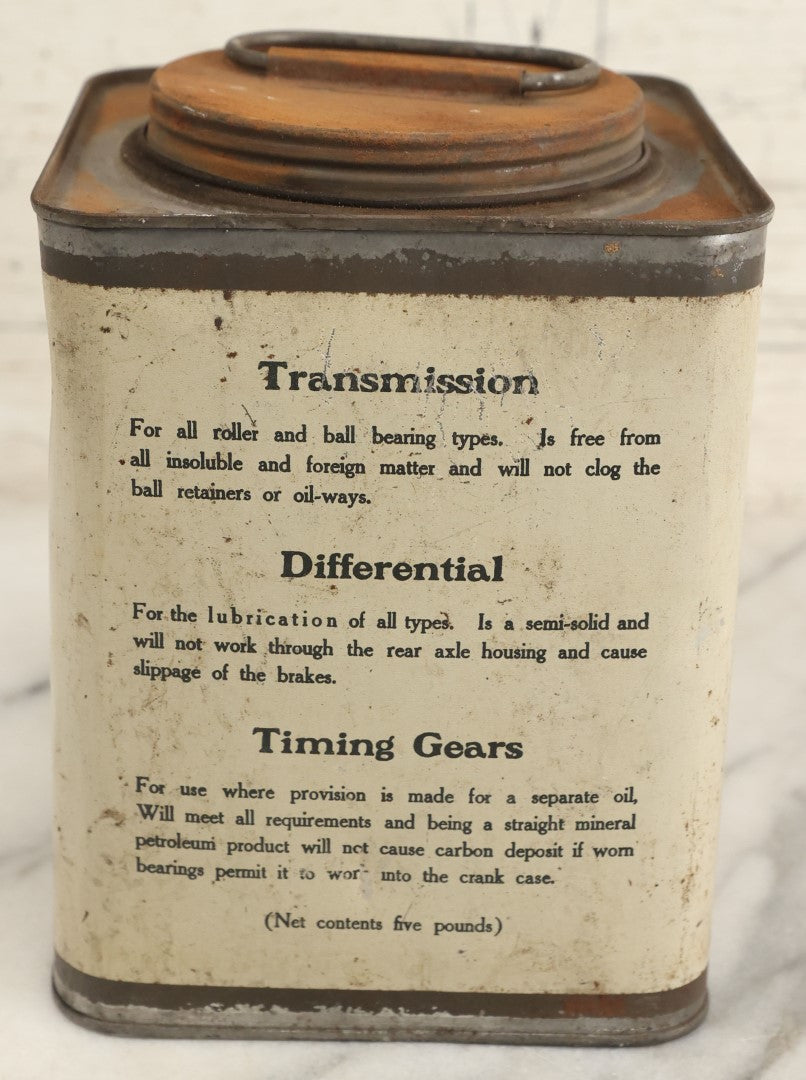 Transmission
For all roller and ball bearing types. Is free from
all insoluble and foreign matter and will not clog the
ball retainers or oil-ways.
Differential
For the lubrication of all types. Is a semi-solid and
will not work through the rear axle housing and cause
slippage of the brakes.
Timing Gears
For use where provision is made for a separate oil,
Will meet all requirements and being a straight mineral
petroleum product will not cause carbon deposit if worn
bearings permit it to work into the crank case.
(Net contents five pounds)